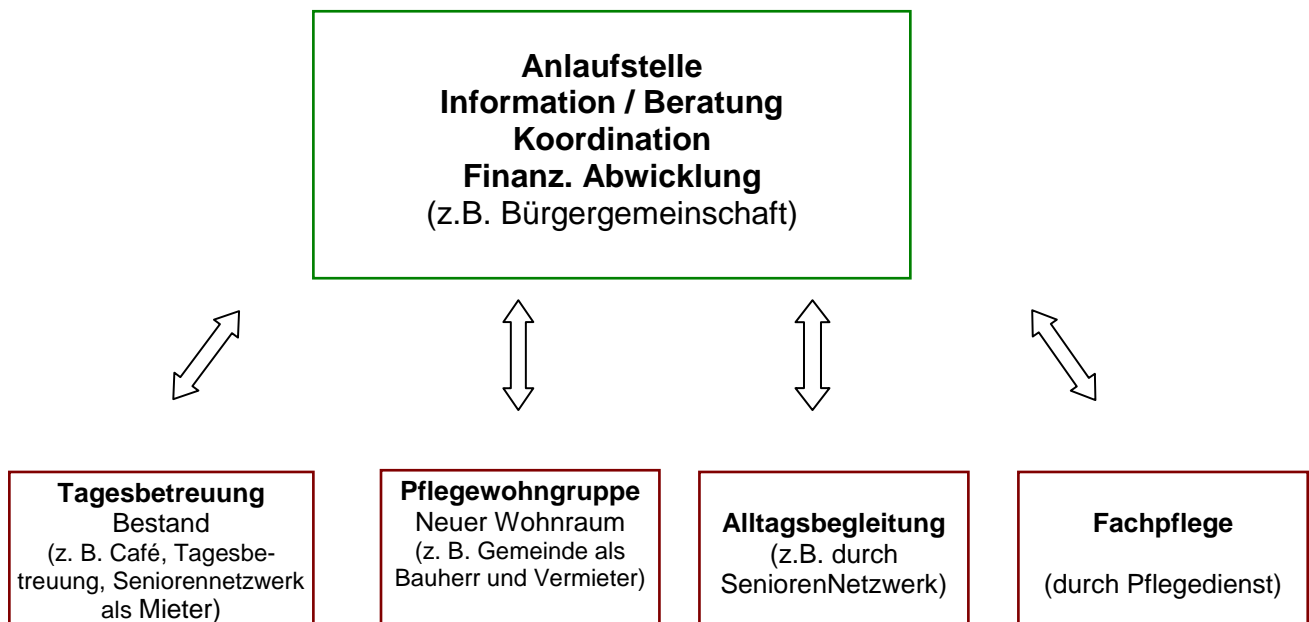 Anlaufstelle
Information / Beratung
Koordination
Finanz. Abwicklung
(z.B. Bürgergemeinschaft)
Tagesbetreuung
Bestand
(z. B. Café, Tagesbe-
treuung, Seniorennetzwerk
als Mieter)
Pflegewohngruppe
Neuer Wohnraum
(z. B. Gemeinde als
Bauherr und Vermieter)
Alltagsbegleitung
(z.B. durch
SeniorenNetzwerk)
Fachpflege
(durch Pflegedienst)